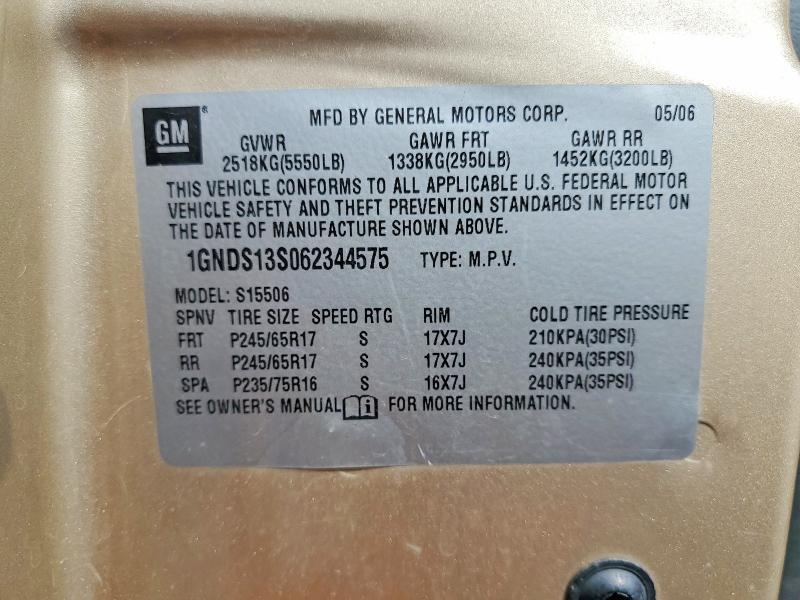 GM® MFD BY GENERAL MOTORS CORP. 05/06
GVWR GAWR FRT GAWR RR
2518KG(5550LB) 1338KG(2950LB) 1452KG(3200LB)
THIS VEHICLE CONFORMS TO ALL APPLICABLE U.S. FEDERAL MOTOR
VEHICLE SAFETY AND THEFT PREVENTION STANDARDS IN EFFECT ON
THE DATE OF MANUFACTURE SHOWN ABOVE.
1GNDS13S062344575 TYPE: M.P.V.
MODEL: S15506
SPNV TIRE SIZE SPEED RTG RIM COLD TIRE PRESSURE
FRT P245/65R17 S 17X7J 210KPA(30PSI)
RR P245/65R17 S 17X7J 240KPA(35PSI)
SPA P235/75R16 S 16X7J 240KPA(35PSI)
SEE OWNER'S MANUAL i FOR MORE INFORMATION.